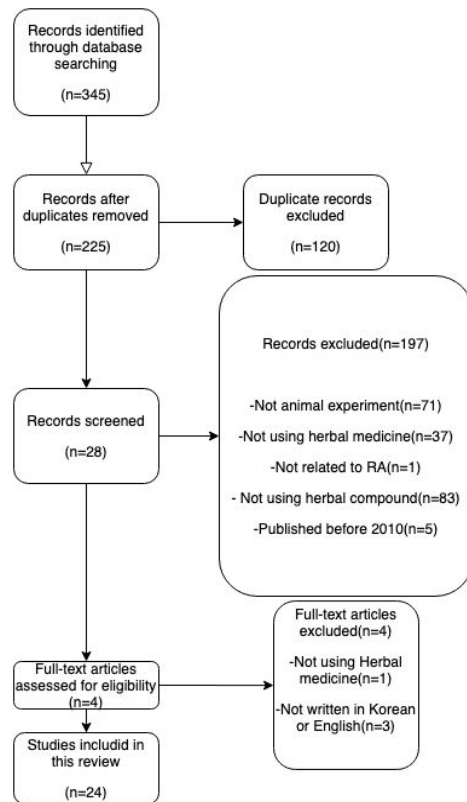 Records identified
through database
searching
(n=345)
Records after
duplicates removed
(n=225)
Duplicate records
excluded
(n=120)
Records excluded(n=197)
-Not animal experiment(n=71)
-Not using herbal medicine(n=37)
-Not related to RA(n=1)
- Not using herbal compound(n=83)
-Published before 2010(n=5)
Records screened
(n=28)
Full-text articles
excluded(n=4)
-Not using Herbal
medicine(n=1)
-Not written in Korean
or English(n=3)
Full-text articles
assessed for eligibility
(n=4)
Studies includid in
this review
(n=24)